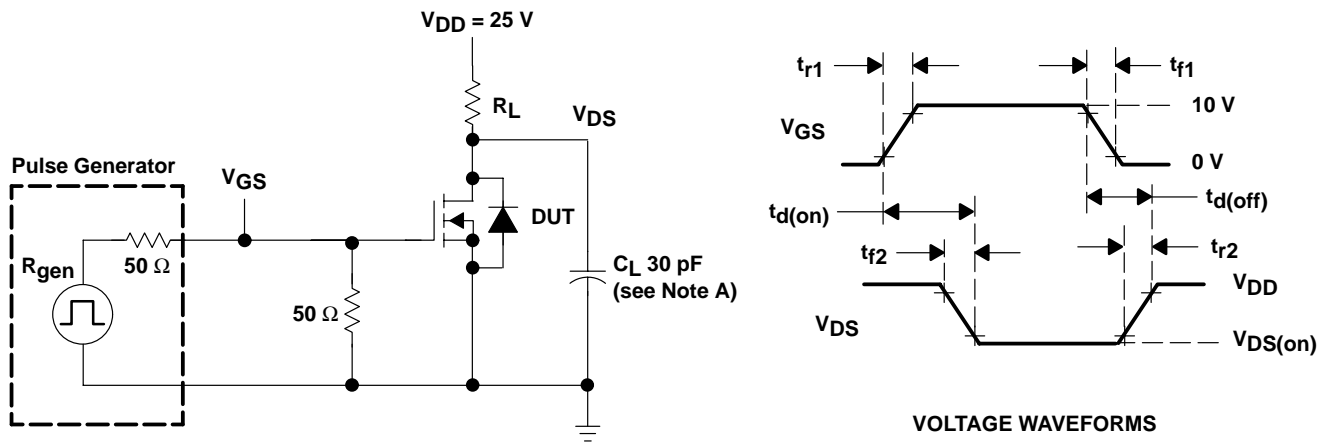 VDD = 25 V
RL
VDS
Pulse Generator
VGS
DUT
Rgen
50 Ω
50 Ω
CL 30 pF
(see Note A)
tr1
tf1
10 V
VGS
0 V
td(on)
td(off)
tf2
tr2
VDD
VDS
VDS(on)
VOLTAGE WAVEFORMS